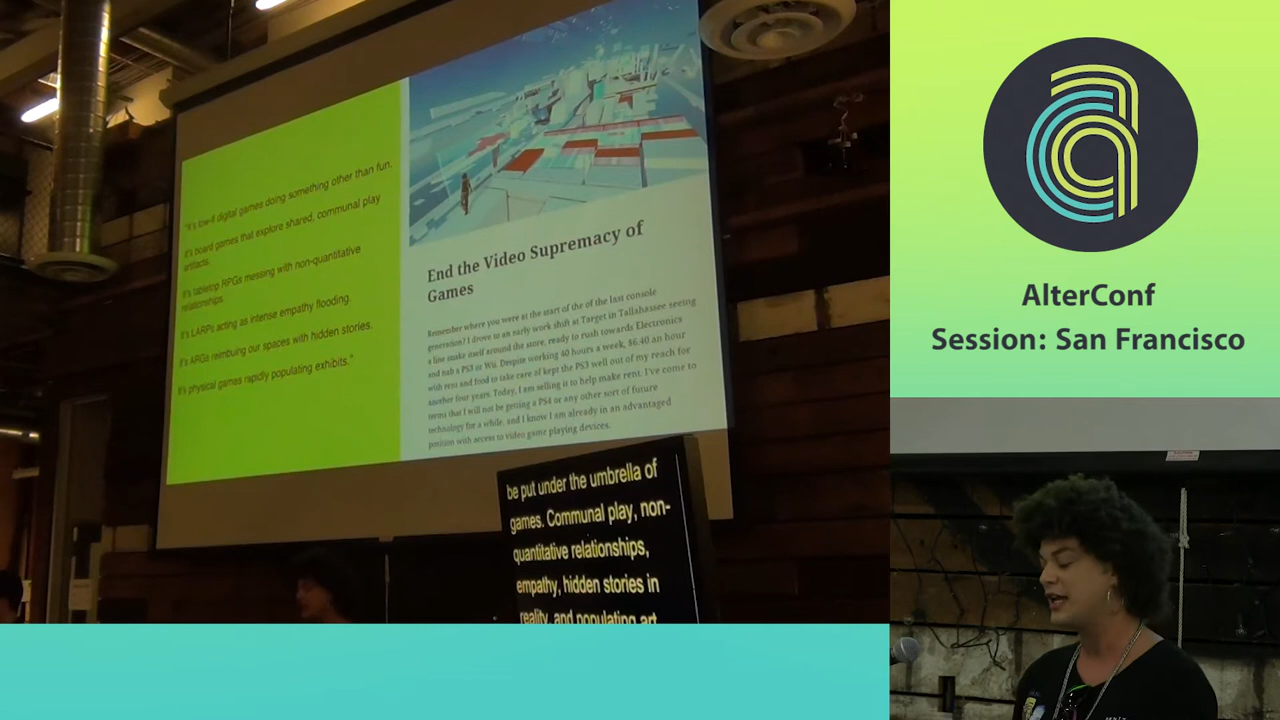 "It's low-fi digital games doing something other than fun.
It's board games that explore shared, communal play
artifacts.
It's tabletop RPGs messing with non-quantitative
relationships.
It's LARPs acting as intense empathy flooding.
It's ARGs reimbuing our spaces with hidden stories.
It's physical games rapidly populating exhibits."
End the Video Supremacy of
Games
Remember where you were at the start of the of the last console
generation? I drove to an early work shift at Target in Tallahassee seeing
a line snake itself around the store, ready to rush towards Electronics
and nab a PS3 or Wii. Despite working 40 hours a week, $6.40 an hour
with rent and food to take care of kept the PS3 well out of my reach for
another four years. Today, I am selling it to help make rent. I've come to
terms that I will not be getting a PS4 or any other sort of future
technology for a while, and I know I am already in an advantaged
position with access to video game playing devices.
be put under the umbrella of
games. Communal play, non-
quantitative relationships,
empathy, hidden stories in
reality, and populating art
AlterConf
Session: San Francisco